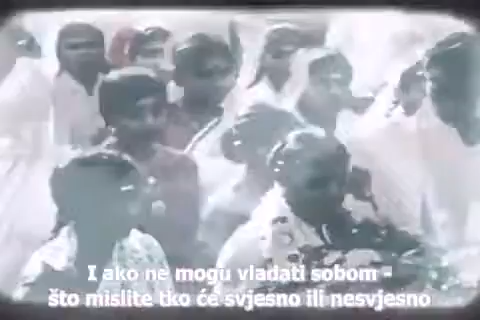 I ako ne mogu vladati sobom -
što mislite tko će svjesno ili nesvjesno